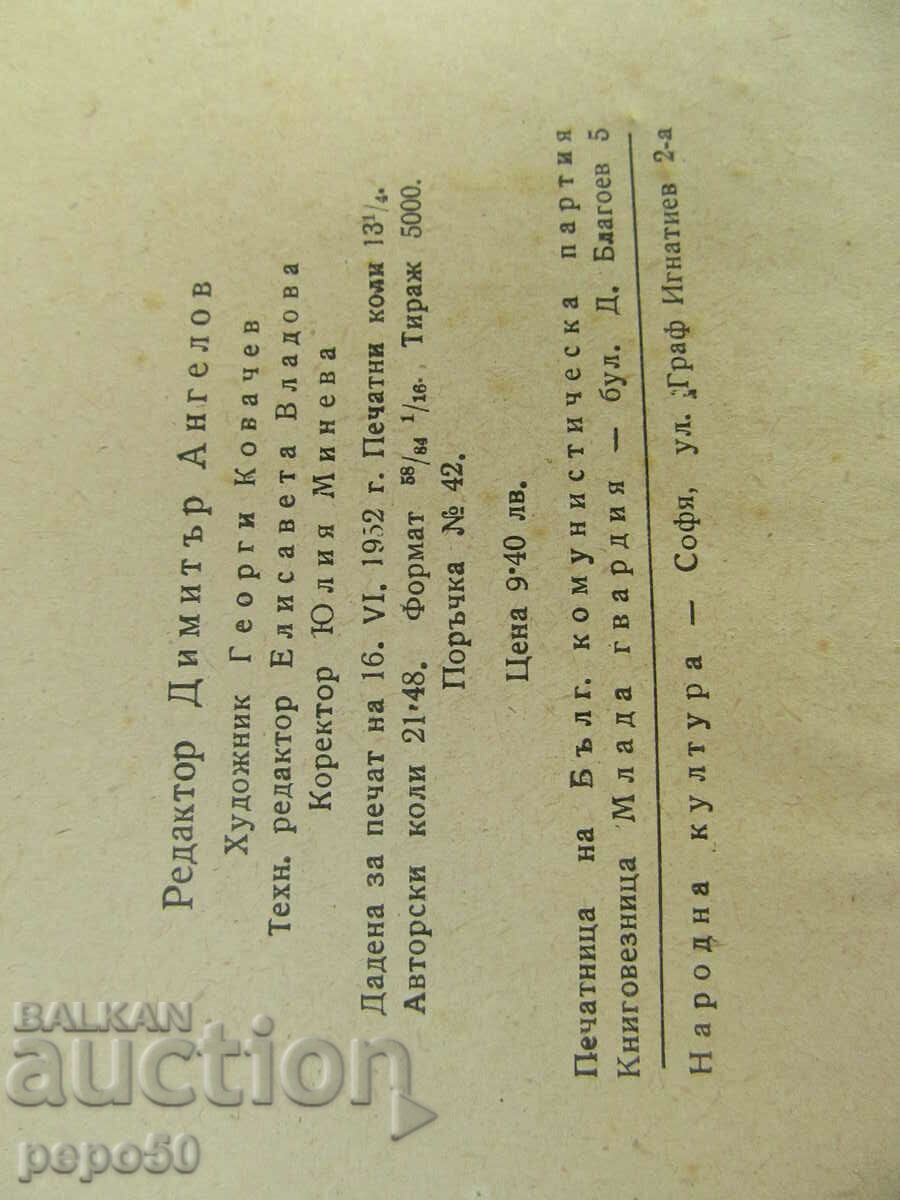 Редактор Димитър Ангелов
Художник Георги Ковачев
Техн. редактор Елисавета Владова
Коректор Юлия Минева
Дадена за печат на 16. VI. 1952 г. Печатни коли 13¹/₄.
Авторски коли 21·48. Формат ⁵⁸/₈₄ ¹/₁₆. Тираж 5000.
Поръчка № 42.
Цена 9·40 лв.
Печатница на Бълг. комунистическа партия
Книговезница Млада гвардия — бул. Д. Благоев 5
Народна култура — Софя, ул. „Граф Игнатиев 2-а
BALKAN
auction
pepo50